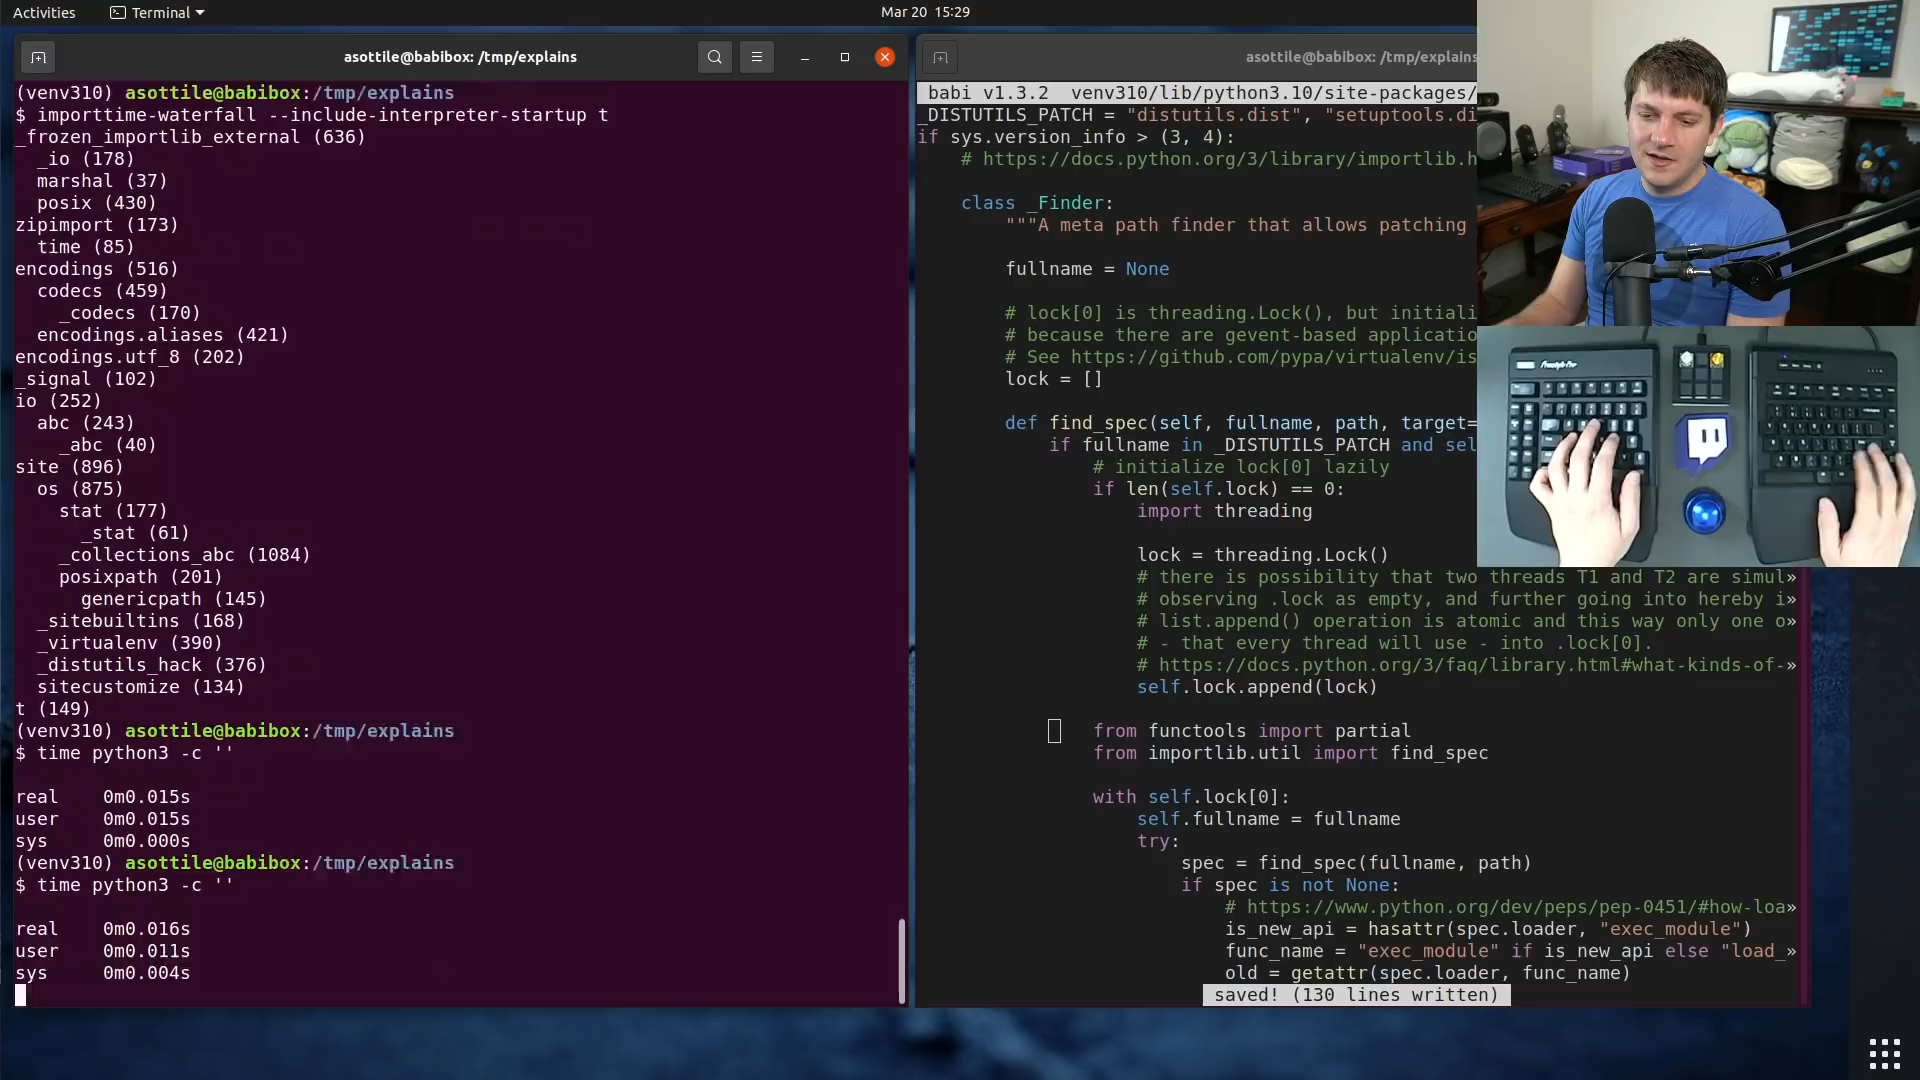 Activities
Terminal
Mar 20 15:29
asottile@babibox: /tmp/explains
(venv310) asottile@babibox:/tmp/explains
$ importtime-waterfall --include-interpreter-startup t
_frozen_importlib_external (636)
_io (178)
marshal (37)
posix (430)
zipimport (173)
time (85)
encodings (516)
codecs (459)
_codecs (170)
encodings.aliases (421)
encodings.utf_8 (202)
_signal (102)
io (252)
abc (243)
_abc (40)
site (896)
os (875)
stat (177)
_stat (61)
_collections_abc (1084)
posixpath (201)
genericpath (145)
_sitebuiltins (168)
_virtualenv (390)
_distutils_hack (376)
sitecustomize (134)
t (149)
(venv310) asottile@babibox:/tmp/explains
$ time python3 -c ''
real 0m0.015s
user 0m0.015s
sys 0m0.000s
(venv310) asottile@babibox:/tmp/explains
$ time python3 -c ''
real 0m0.016s
user 0m0.011s
sys 0m0.004s
asottile@babibox: /tmp/explains
babi v1.3.2 venv310/lib/python3.10/site-packages/
_DISTUTILS_PATCH = "distutils.dist", "setuptools.di
if sys.version_info > (3, 4):
# https://docs.python.org/3/library/importlib.h
class _Finder:
"""A meta path finder that allows patching
fullname = None
# lock[0] is threading.Lock(), but initiali
# because there are gevent-based applicatio
# See https://github.com/pypa/virtualenv/is
lock = []
def find_spec(self, fullname, path, target=
if fullname in _DISTUTILS_PATCH and sel
# initialize lock[0] lazily
if len(self.lock) == 0:
import threading
lock = threading.Lock()
# there is possibility that two threads T1 and T2 are simul»
# observing .lock as empty, and further going into hereby i»
# list.append() operation is atomic and this way only one o»
# - that every thread will use - into .lock[0].
# https://docs.python.org/3/faq/library.html#what-kinds-of-»
self.lock.append(lock)
from functools import partial
from importlib.util import find_spec
with self.lock[0]:
self.fullname = fullname
try:
spec = find_spec(fullname, path)
if spec is not None:
# https://www.python.org/dev/peps/pep-0451/#how-loa»
is_new_api = hasattr(spec.loader, "exec_module")
func_name = "exec_module" if is_new_api else "load_»
old = getattr(spec.loader, func_name)
saved! (130 lines written)
Freestyle Pro